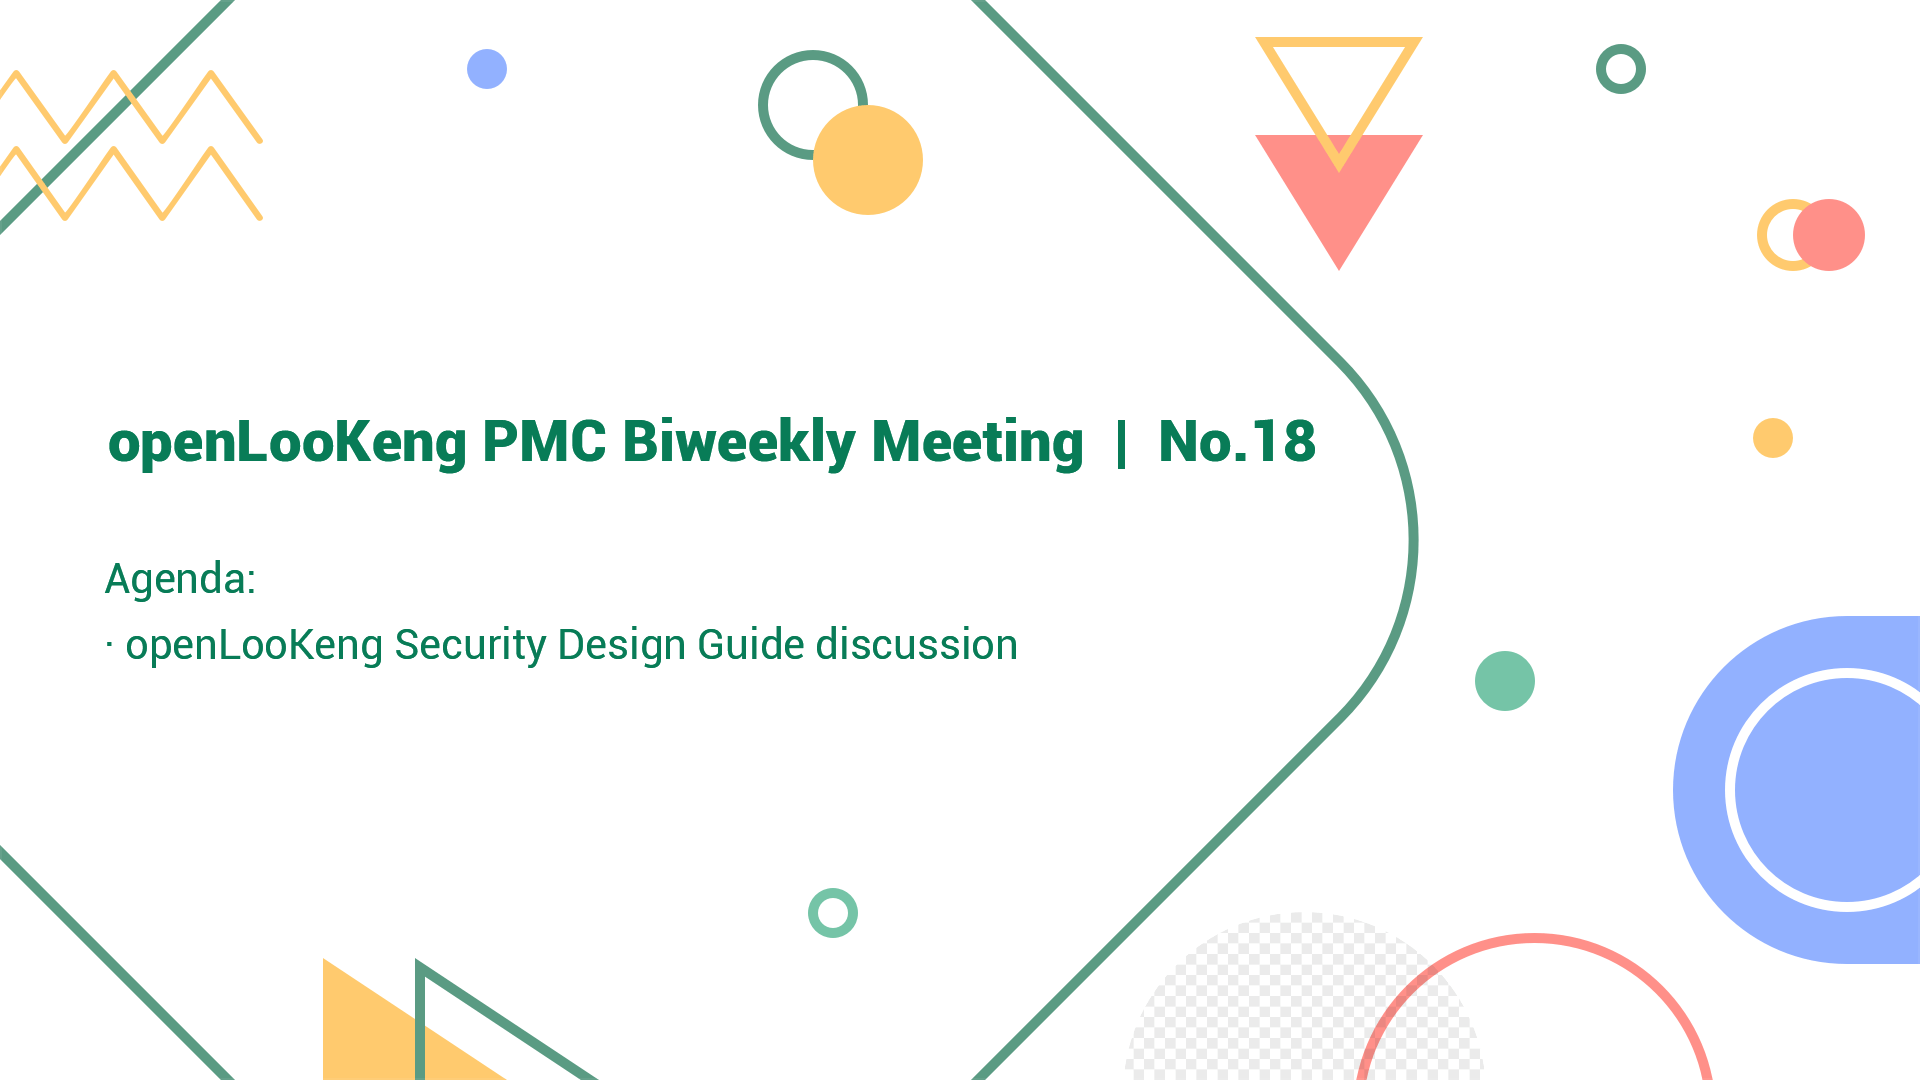 openLooKeng PMC Biweekly Meeting | No.18
Agenda:
· openLooKeng Security Design Guide discussion